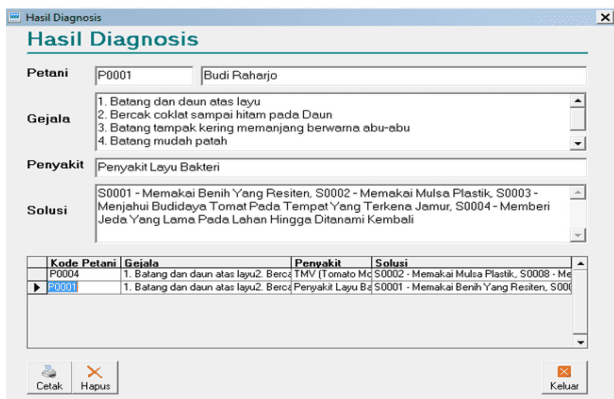 Hasil Diagnosis
Hasil Diagnosis
Petani P0001 Budi Raharjo
Gejala
1. Batang dan daun atas layu
2. Bercak coklat sampai hitam pada Daun
3. Batang tampak kering memanjang berwarna abu-abu
4. Batang mudah patah
Penyakit Penyakit Layu Bakteri
Solusi
S0001 - Memakai Benih Yang Resiten, S0002 - Memakai Mulsa Plastik, S0003 -
Menjahui Budidaya Tomat Pada Tempat Yang Terkena Jamur, S0004 - Memberi
Jeda Yang Lama Pada Lahan Hingga Ditanami Kembali
Kode Petani Gejala Penyakit Solusi
P0004 1. Batang dan daun atas layu2. Berca TMV (Tomato Mo S0002 - Memakai Mulsa Plastik, S0008 - Me
P0001 1. Batang dan daun atas layu2. Berca Penyakit Layu Ba S0001 - Memakai Benih Yang Resiten, S000
Cetak Hapus Keluar